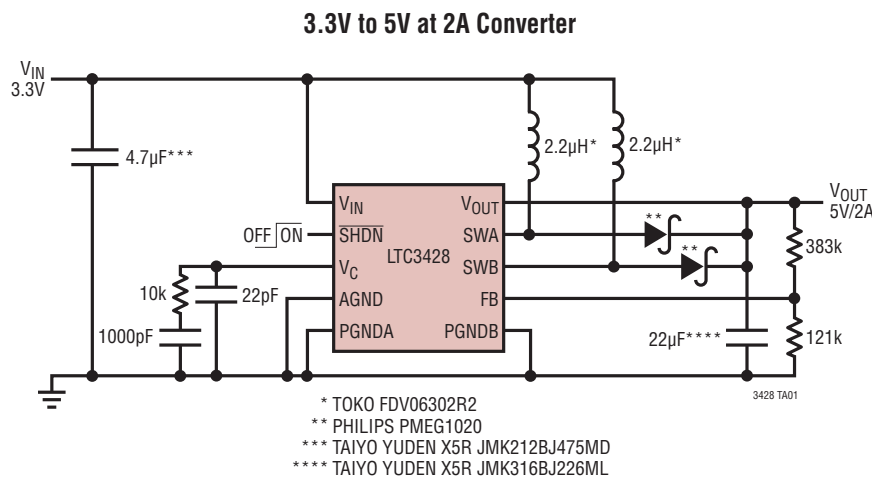 3.3V to 5V at 2A Converter
VIN
3.3V
4.7µF***
2.2µH*
2.2µH*
VIN
VOUT
VOUT
5V/2A
OFF ON
SHDN
SWA
**
**
383k
LTC3428
VC
SWB
10k
22pF
AGND
FB
1000pF
PGNDA
PGNDB
22µF****
121k
3428 TA01
* TOKO FDV06302R2
** PHILIPS PMEG1020
*** TAIYO YUDEN X5R JMK212BJ475MD
**** TAIYO YUDEN X5R JMK316BJ226ML